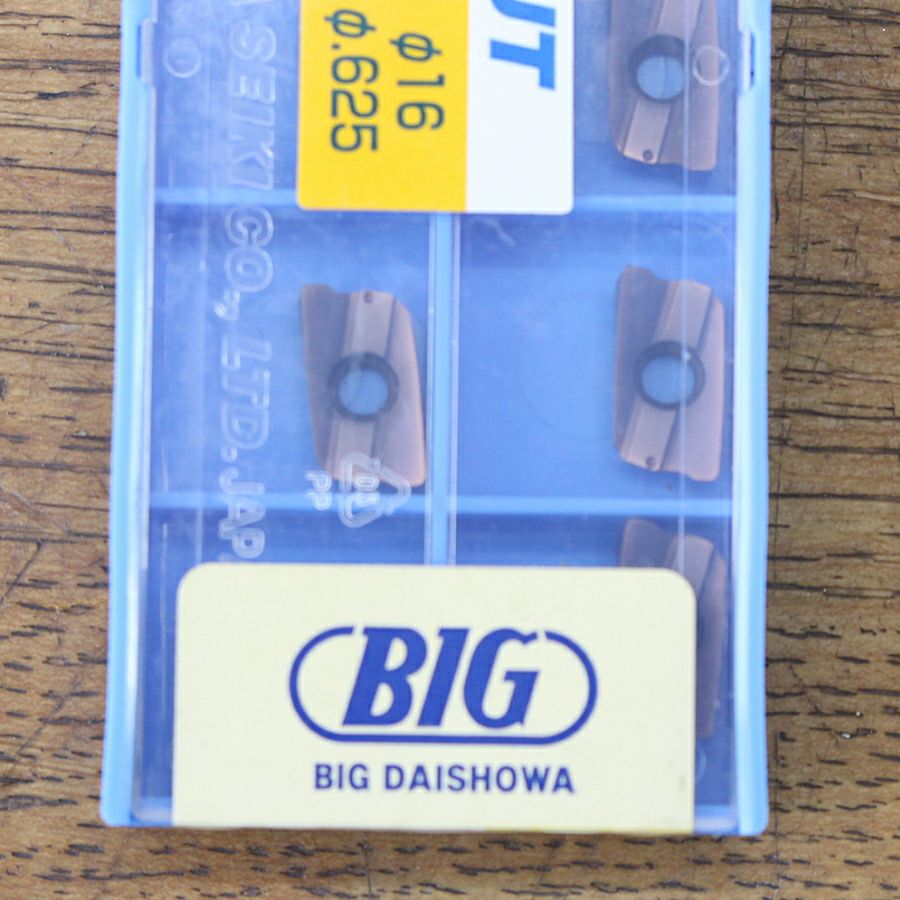 UT
φ16
φ.625
SEIKI CO., LTD. JAP
PP
BIG
BIG DAISHOWA